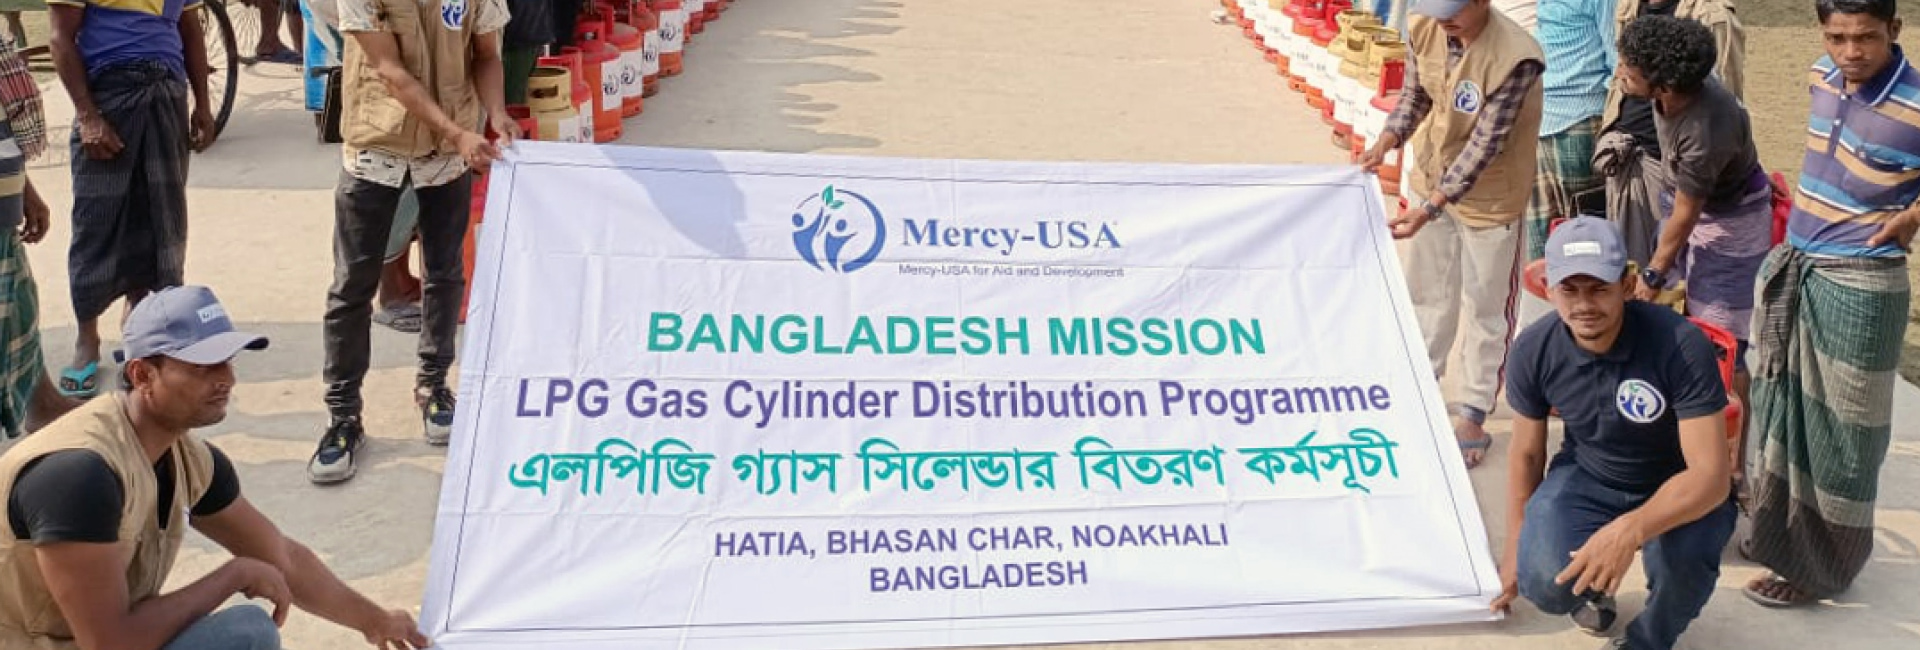 Mercy-USA
Mercy-USA for Aid and Development
BANGLADESH MISSION
LPG Gas Cylinder Distribution Programme
এলপিজি গ্যাস সিলেন্ডার বিতরণ কর্মসূচী
HATIA, BHASAN CHAR, NOAKHALI
BANGLADESH